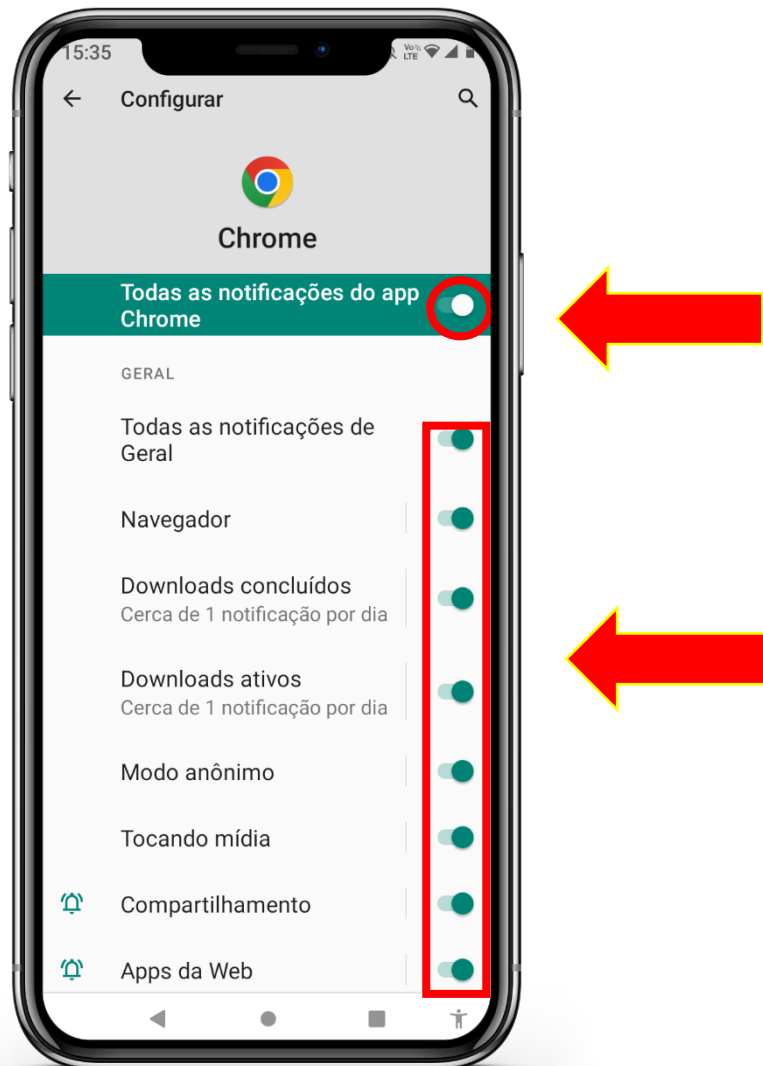 15:35
Vo
LTE
Configurar
Chrome
Todas as notificações do app
Chrome
GERAL
Todas as notificações de
Geral
Navegador
Downloads concluídos
Cerca de 1 notificação por dia
Downloads ativos
Cerca de 1 notificação por dia
Modo anônimo
Tocando mídia
Compartilhamento
Apps da Web